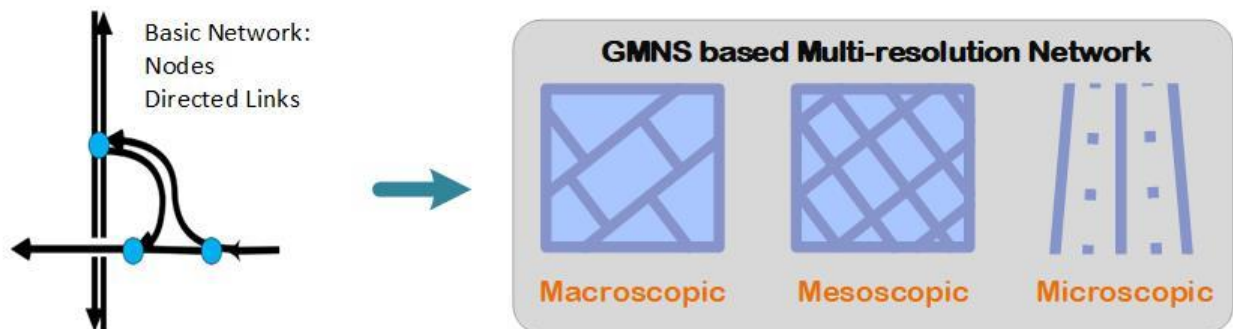 Basic Network:
Nodes
Directed Links
GMNS based Multi-resolution Network
Macroscopic
Mesoscopic
Microscopic